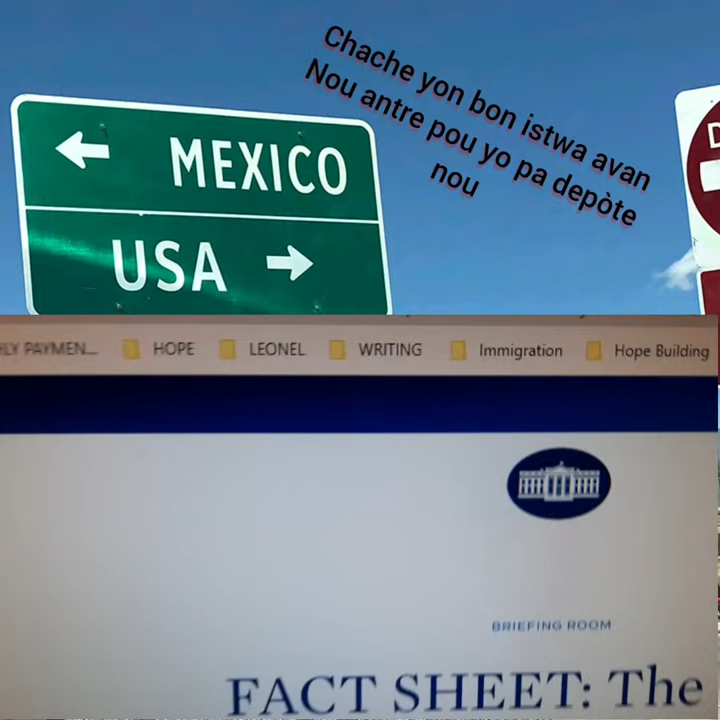 Chache yon bon istwa avan
Nou antre pou yo pa depòte
nou
MEXICO
USA
HOPE
LEONEL
WRITING
Immigration
Hope Building
BRIEFING ROOM
FACT SHEET: The